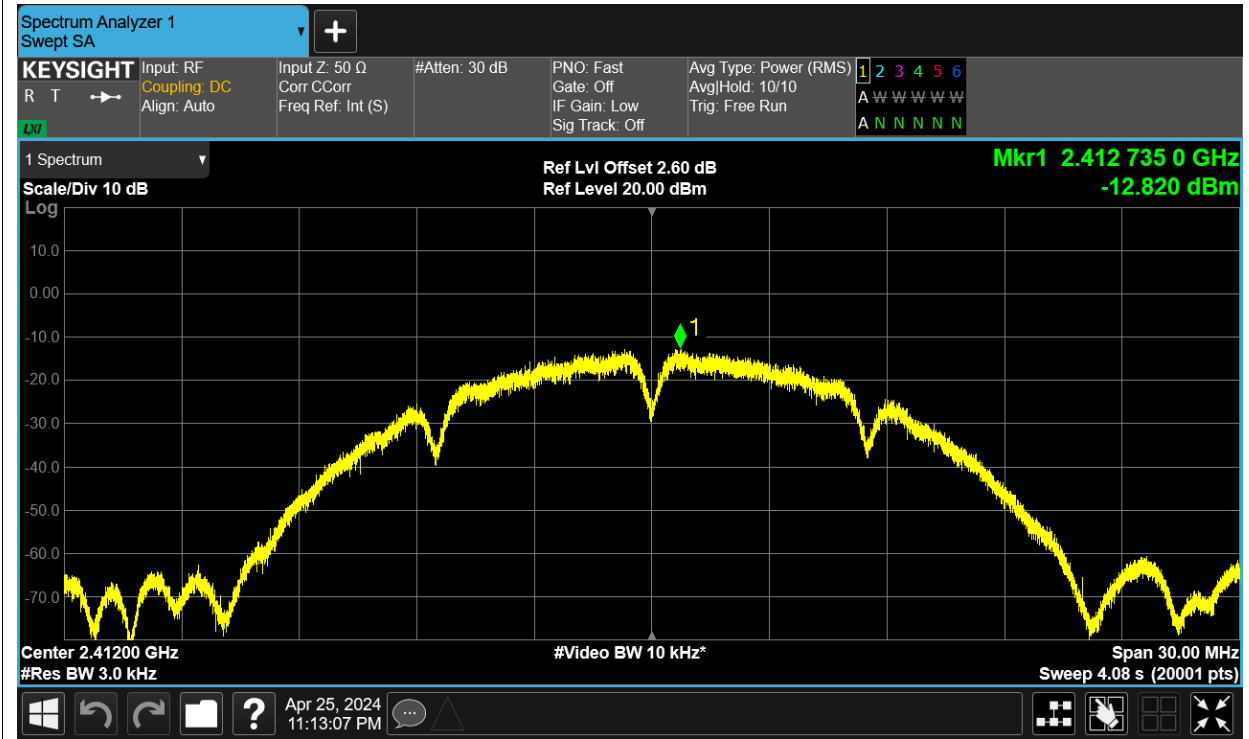 Spectrum Analyzer 1
Swept SA
+
KEYSIGHT
R T
LXI
Input: RF
Coupling: DC
Align: Auto
Input Z: 50 Ω
Corr CCorr
Freq Ref: Int (S)
#Atten: 30 dB
PNO: Fast
Gate: Off
IF Gain: Low
Sig Track: Off
Avg Type: Power (RMS)
Avg|Hold: 10/10
Trig: Free Run
1 2 3 4 5 6
A W W W W W
A N N N N N
1 Spectrum
Scale/Div 10 dB
Log
Ref Lvl Offset 2.60 dB
Ref Level 20.00 dBm
Mkr1 2.412 735 0 GHz
-12.820 dBm
10.0
0.00
-10.0
-20.0
-30.0
-40.0
-50.0
-60.0
-70.0
1
Center 2.41200 GHz
#Res BW 3.0 kHz
#Video BW 10 kHz*
Span 30.00 MHz
Sweep 4.08 s (20001 pts)
?
Apr 25, 2024
11:13:07 PM